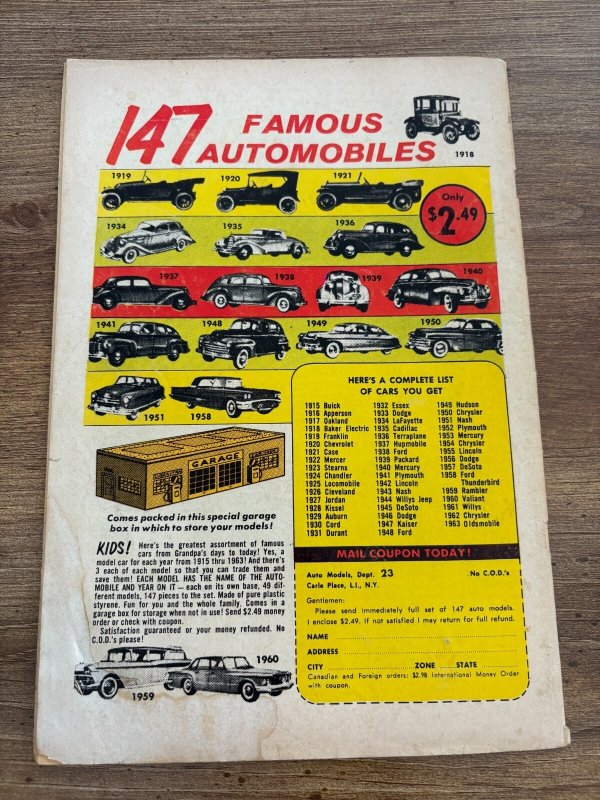 147 FAMOUS
AUTOMOBILES
1918
1919
1920
1921
Only
$2.49
1934
1935
1936
1937
1938
1939
1940
1941
1948
1949
1950
1951
1958
GARAGE
Comes packed in this special garage
box in which to store your models!
KIDS! Here's the greatest assortment of famous
cars from Grandpa's days to today! Yes, a
model car for each year from 1915 thru 1963! And there's
3 each of each model so that you can trade them and
save them! EACH MODEL HAS THE NAME OF THE AUTO-
MOBILE AND YEAR ON IT — each on its own base, 49 dif-
ferent models, 147 pieces to the set. Made of pure plastic
styrene. Fun for you and the whole family. Comes in a
garage box for storage when not in use! Send $2.49 money
order or check with coupon.
Satisfaction guaranteed or your money refunded. No
C.O.D.'s please!
1959
1960
HERE'S A COMPLETE LIST
OF CARS YOU GET
1915 Buick
1916 Apperson
1917 Oakland
1918 Baker Electric
1919 Franklin
1920 Chevrolet
1921 Case
1922 Mercer
1923 Stearns
1924 Chandler
1925 Locomobile
1926 Cleveland
1927 Jordan
1928 Kissel
1929 Auburn
1930 Cord
1931 Durant
1932 Essex
1933 Dodge
1934 LaFayette
1935 Cadillac
1936 Terraplane
1937 Hupmobile
1938 Ford
1939 Packard
1940 Mercury
1941 Plymouth
1942 Lincoln
1943 Nash
1944 Willys Jeep
1945 DeSoto
1946 Dodge
1947 Kaiser
1948 Ford
1949 Hudson
1950 Chrysler
1951 Nash
1952 Plymouth
1953 Mercury
1954 Chrysler
1955 Lincoln
1956 Dodge
1957 DeSoto
1958 Ford
Thunderbird
1959 Rambler
1960 Valiant
1961 Willys
1962 Chrysler
1963 Oldsmobile
MAIL COUPON TODAY!
Auto Models, Dept. 23 No C.O.D.'s
Carle Place, L.I., N.Y.
Gentlemen:
Please send immediately full set of 147 auto models.
I enclose $2.49. If not satisfied I may return for full refund.
NAME
ADDRESS
CITY ZONE STATE
Canadian and Foreign orders: $2.98 International Money Order
with coupon.